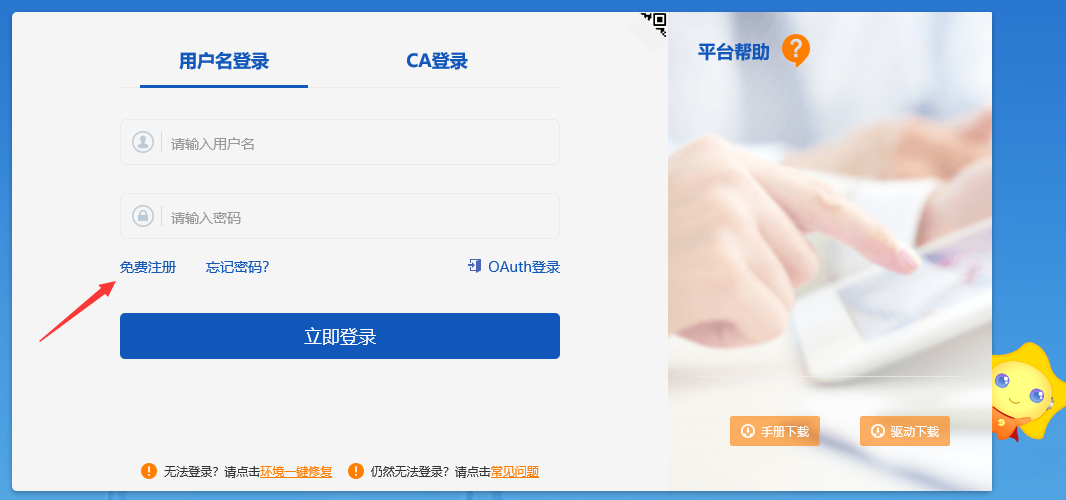 用户名登录
CA登录
请输入用户名
请输入密码
免费注册
忘记密码?
OAuth登录
立即登录
无法登录？请点击环境一键修复
仍然无法登录？请点击常见问题
平台帮助
手册下载
驱动下载